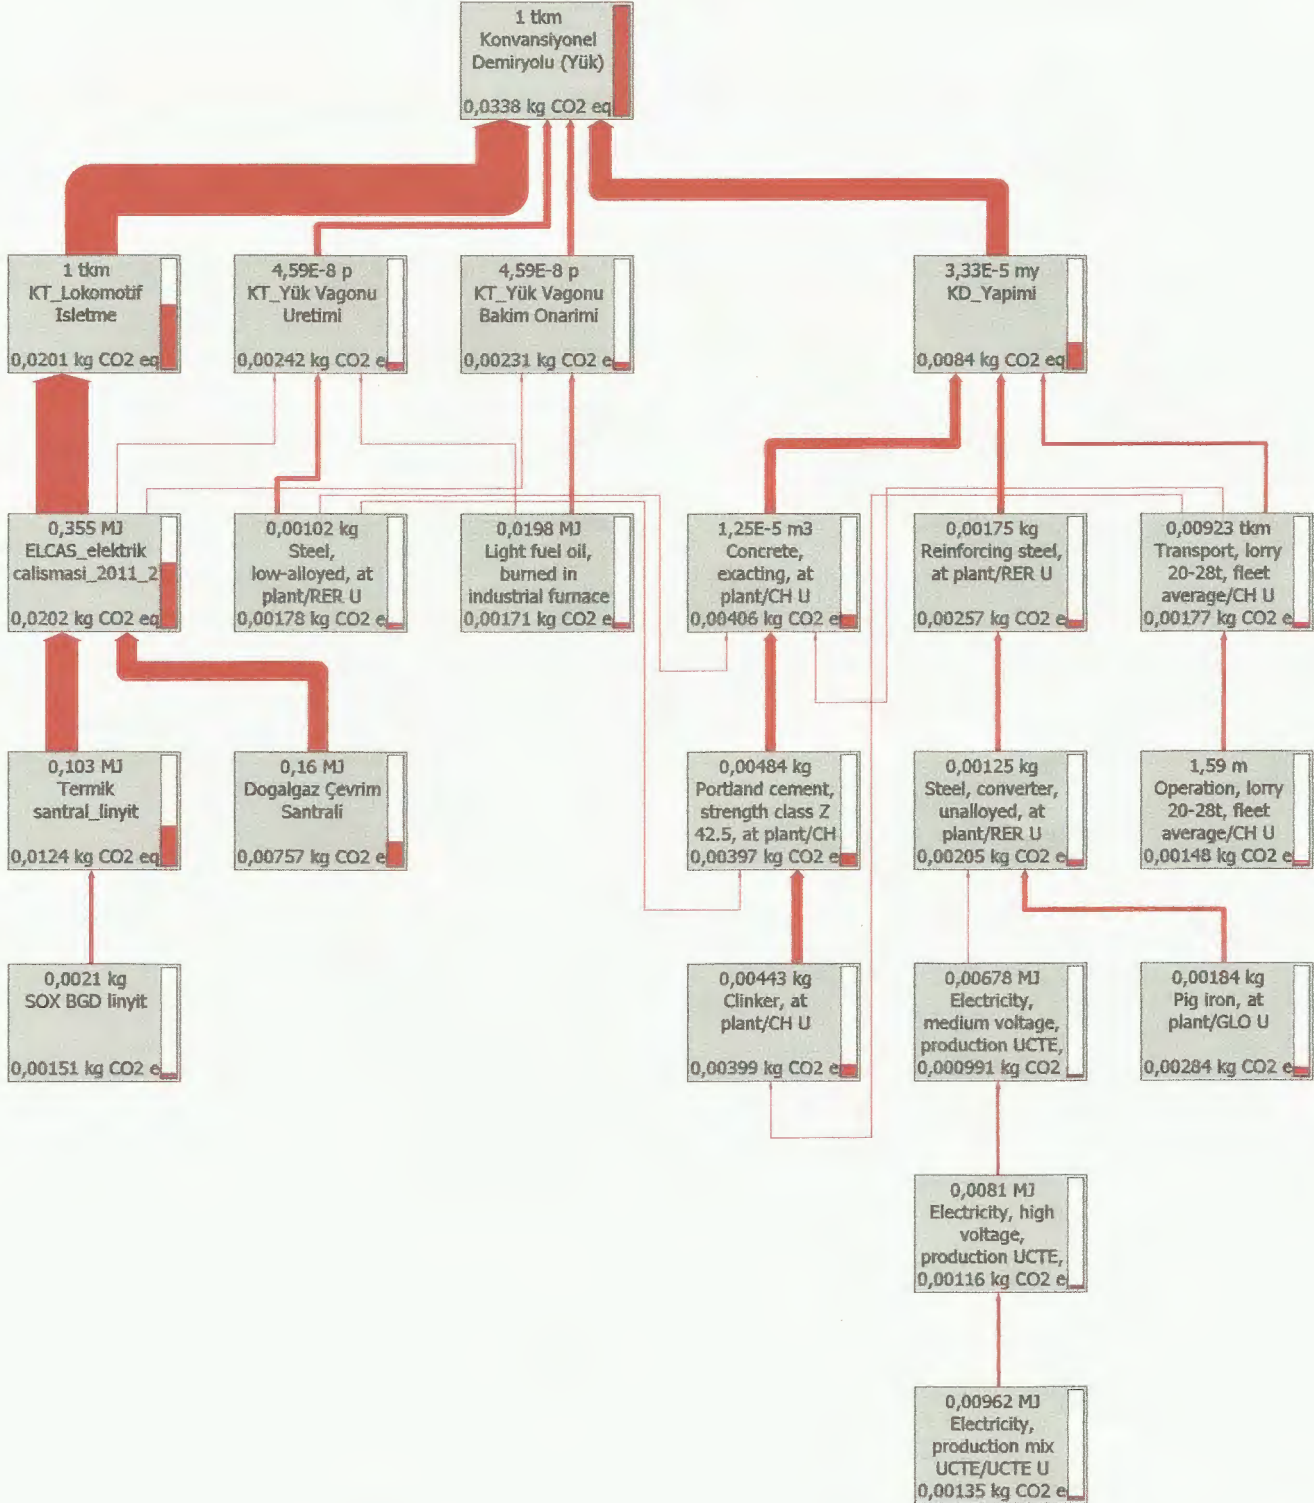 1 tkm
Konvansiyonel
Demiryolu (Yük)
0,0338 kg CO2 eq
1 tkm
KT_Lokomotif
Isletme
0,0201 kg CO2 eq
4,59E-8 p
KT_Yük Vagonu
Uretimi
0,00242 kg CO2 e
4,59E-8 p
KT_Yük Vagonu
Bakim Onarimi
0,00231 kg CO2 e
3,33E-5 my
KD_Yapimi
0,0084 kg CO2 eq
0,355 MJ
ELCAS_elektrik
calismasi_2011_2
0,0202 kg CO2 eq
0,00102 kg
Steel,
low-alloyed, at
plant/RER U
0,00178 kg CO2 e
0,0198 MJ
Light fuel oil,
burned in
industrial furnace
0,00171 kg CO2 e
1,25E-5 m3
Concrete,
exacting, at
plant/CH U
0,00406 kg CO2 e
0,00175 kg
Reinforcing steel,
at plant/RER U
0,00257 kg CO2 e
0,00923 tkm
Transport, lorry
20-28t, fleet
average/CH U
0,00177 kg CO2 e
0,103 MJ
Termik
santral_linyit
0,0124 kg CO2 eq
0,16 MJ
Dogalgaz Çevrim
Santrali
0,00757 kg CO2 e
0,00484 kg
Portland cement,
strength class Z
42.5, at plant/CH
0,00397 kg CO2 e
0,00125 kg
Steel, converter,
unalloyed, at
plant/RER U
0,00205 kg CO2 e
1,59 m
Operation, lorry
20-28t, fleet
average/CH U
0,00148 kg CO2 e
0,0021 kg
SOX BGD linyit
0,00151 kg CO2 e
0,00443 kg
Clinker, at
plant/CH U
0,00399 kg CO2 e
0,00678 MJ
Electricity,
medium voltage,
production UCTE,
0,000991 kg CO2
0,00184 kg
Pig iron, at
plant/GLO U
0,00284 kg CO2 e
0,0081 MJ
Electricity, high
voltage,
production UCTE,
0,00116 kg CO2 e
0,00962 MJ
Electricity,
production mix
UCTE/UCTE U
0,00135 kg CO2 e